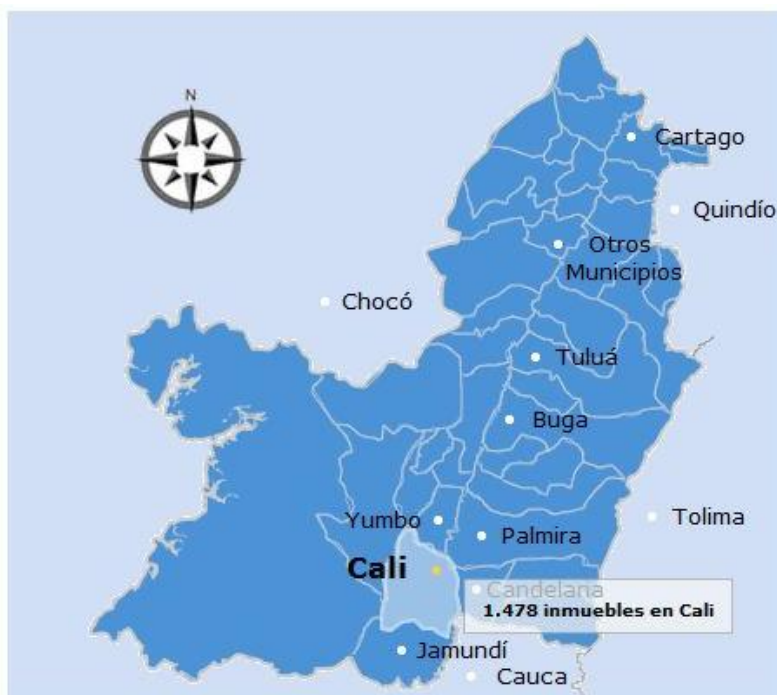 N
Cartago
Quindío
Otros
Municipios
Chocó
Tuluá
Buga
Yumbo
Palmira
Tolima
Cali
Candelaria
1.478 inmuebles en Cali
Jamundí
Cauca